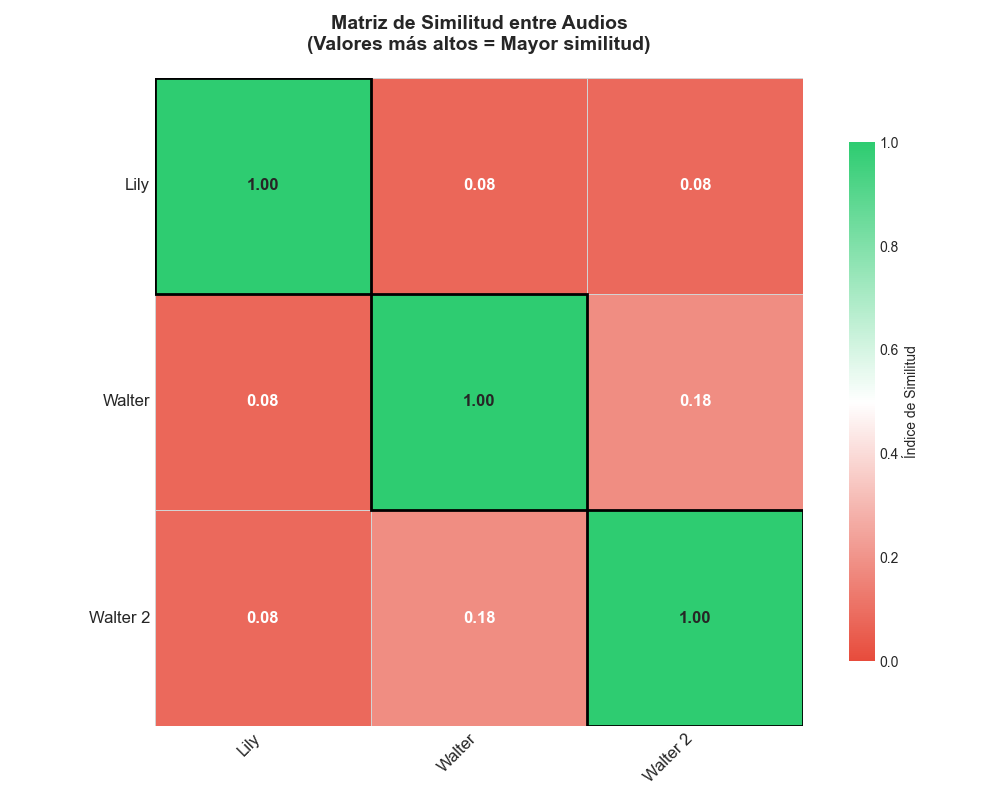 Matriz de Similitud entre Audios
(Valores más altos = Mayor similitud)
Lily
1.00
0.08
0.08
Walter
0.08
1.00
0.18
Walter 2
0.08
0.18
1.00
Lily
Walter
Walter 2
1.0
0.8
0.6
0.4
0.2
0.0
Índice de Similitud